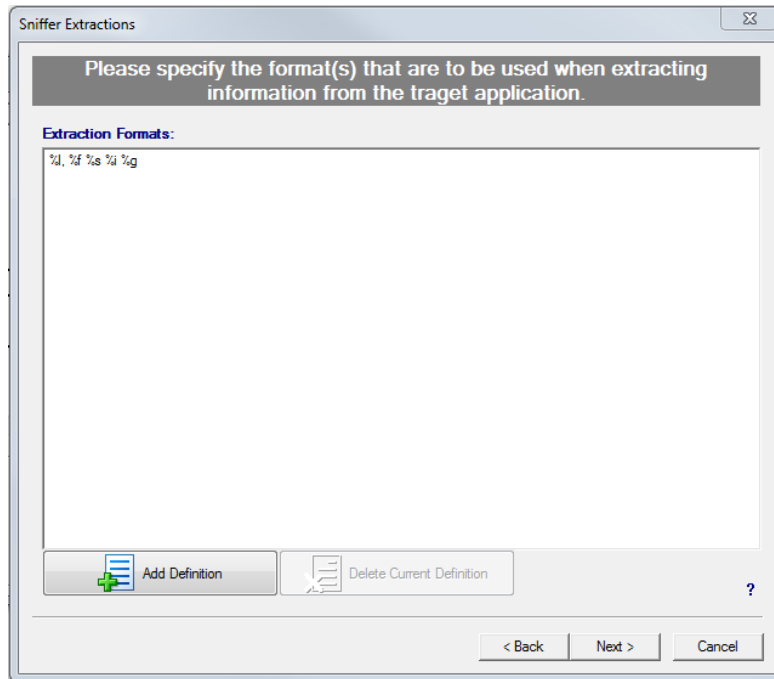 Sniffer Extractions
Please specify the format(s) that are to be used when extracting
information from the traget application.
Extraction Formats:
%l, %f %s %i %g
Add Definition
Delete Current Definition
?
< Back
Next >
Cancel